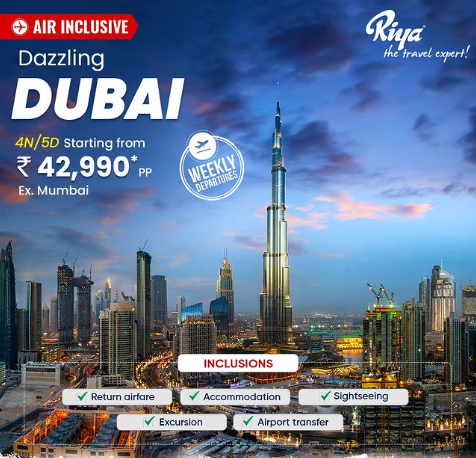 AIR INCLUSIVE
Riya
the travel expert!
Dazzling
DUBAI
4N/5D Starting from
₹ 42,990* PP
Ex. Mumbai
WEEKLY
DEPARTURES
INCLUSIONS
Return airfare
Accommodation
Sightseeing
Excursion
Airport transfer